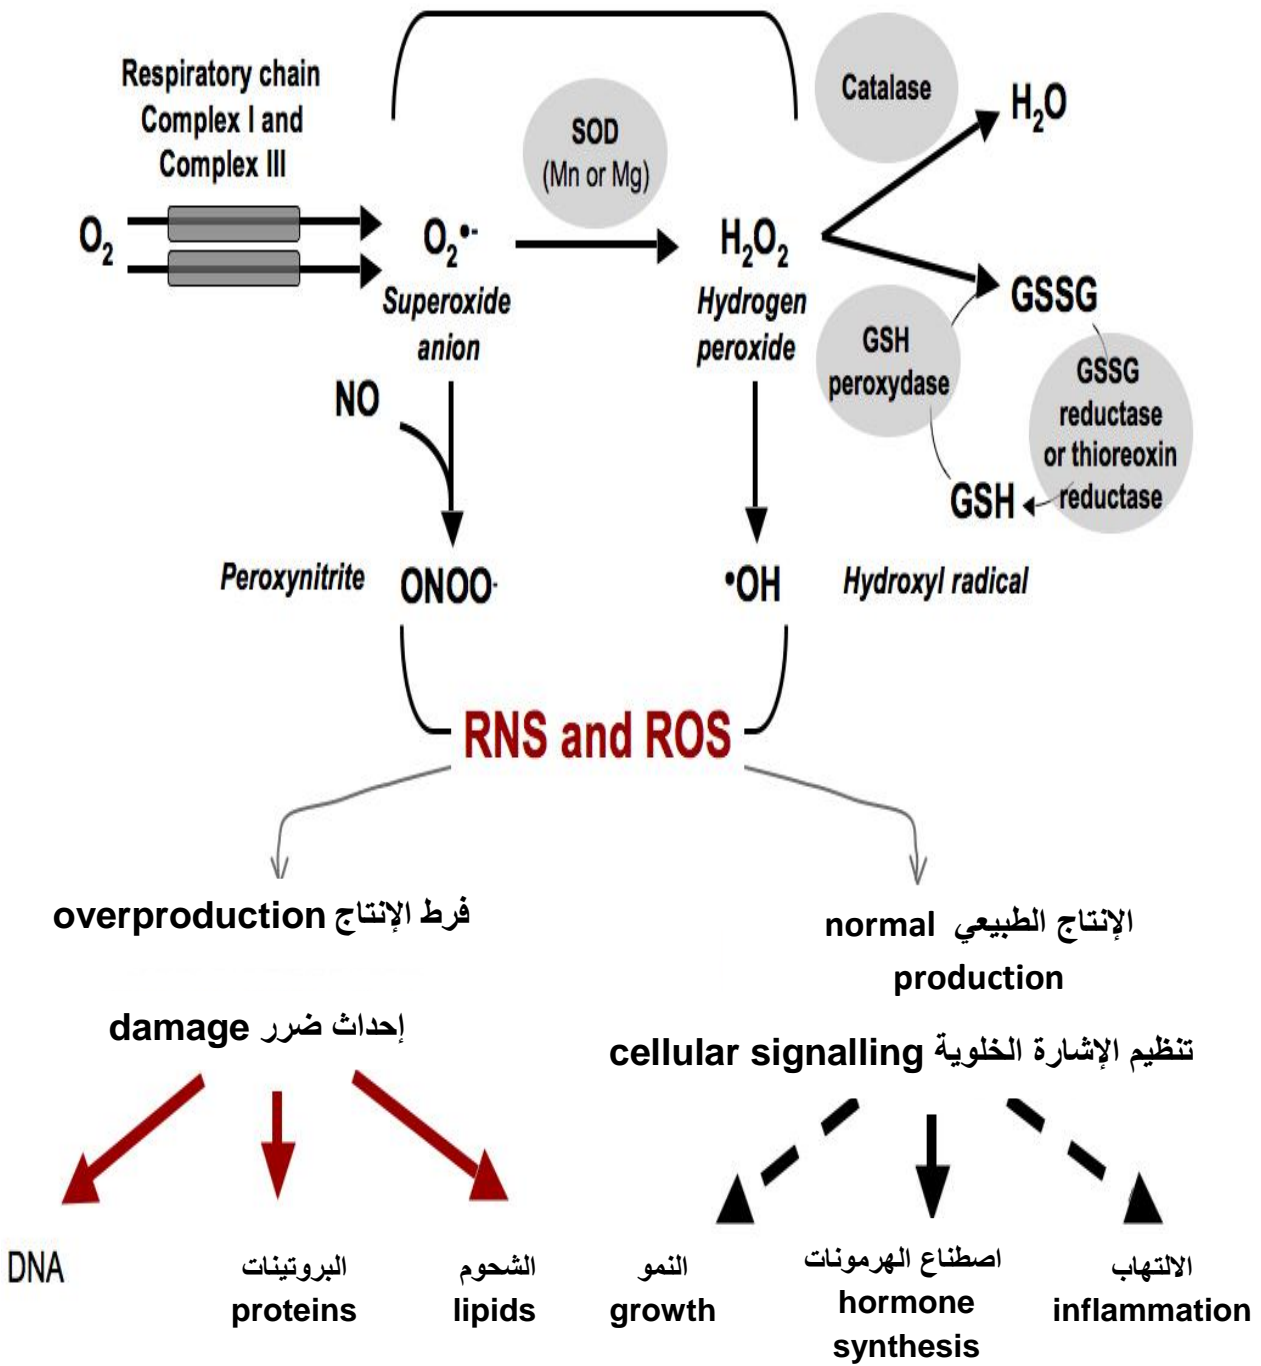 Respiratory chain
Complex I and
Complex III
SOD
(Mn or Mg)
Catalase
H₂O
O₂
O₂•-
H₂O₂
Superoxide
anion
Hydrogen
peroxide
GSSG
GSH
peroxydase
GSSG
reductase
or thioreoxin
reductase
NO
GSH
Peroxynitrite
ONOO-
•OH
Hydroxyl radical
RNS and ROS
فرط الإنتاج overproduction
الإنتاج الطبيعي normal
production
إحداث ضرر damage
تنظيم الإشارة الخلوية cellular signalling
DNA
البروتينات
proteins
الشحوم
lipids
النمو
growth
اصطناع الهرمونات
hormone
synthesis
الالتهاب
inflammation